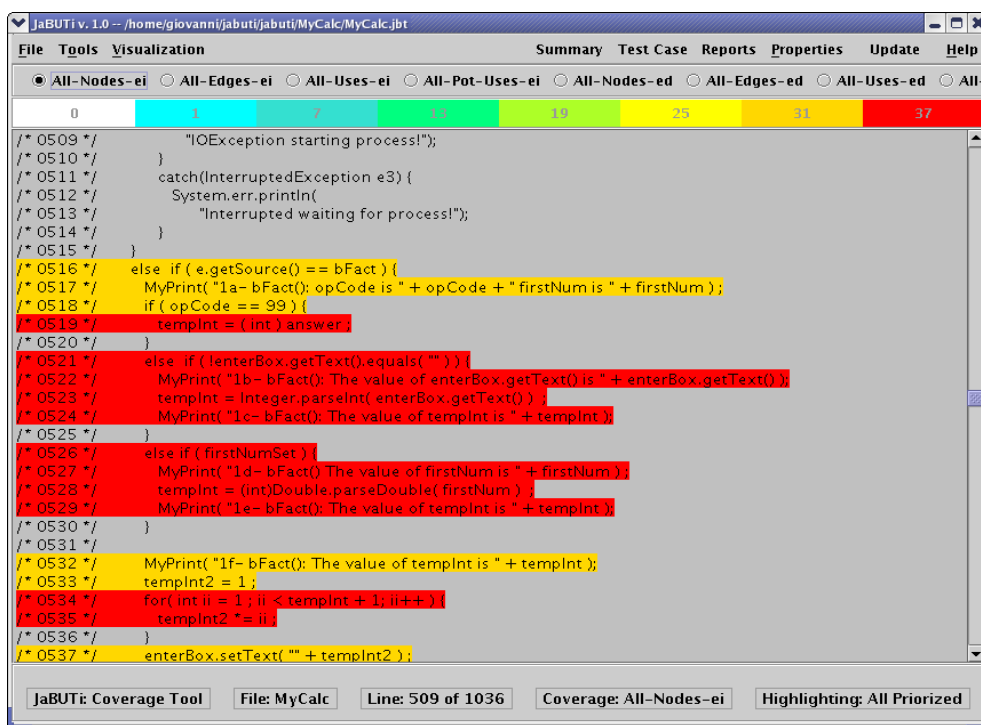 JaBUTi v. 1.0 -- /home/giovanni/jabuti/jabuti/MyCalc/MyCalc.jbt
File Tools Visualization Summary Test Case Reports Properties Update Help
All-Nodes-ei All-Edges-ei All-Uses-ei All-Pot-Uses-ei All-Nodes-ed All-Edges-ed All-Uses-ed All-
0 1 7 13 19 25 31 37
/* 0509 */ "IOException starting process!");
/* 0510 */ }
/* 0511 */ catch(InterruptedException e3) {
/* 0512 */ System.err.println(
/* 0513 */ "Interrupted waiting for process!");
/* 0514 */ }
/* 0515 */ }
/* 0516 */ else if ( e.getSource() == bFact ) {
/* 0517 */ MyPrint( "1a- bFact(): opCode is " + opCode + " firstNum is " + firstNum ) ;
/* 0518 */ if ( opCode == 99 ) {
/* 0519 */ tempInt = ( int ) answer ;
/* 0520 */ }
/* 0521 */ else if ( !enterBox.getText().equals( "" ) ) {
/* 0522 */ MyPrint( "1b- bFact(): The value of enterBox.getText() is " + enterBox.getText() );
/* 0523 */ tempInt = Integer.parseInt( enterBox.getText() ) ;
/* 0524 */ MyPrint( "1c- bFact(): The value of tempInt is " + tempInt );
/* 0525 */ }
/* 0526 */ else if ( firstNumSet ) {
/* 0527 */ MyPrint( "1d- bFact() The value of firstNum is " + firstNum ) ;
/* 0528 */ tempInt = (int)Double.parseDouble( firstNum ) ;
/* 0529 */ MyPrint( "1e- bFact(): The value of tempInt is " + tempInt );
/* 0530 */ }
/* 0531 */
/* 0532 */ MyPrint( "1f- bFact(): The value of tempInt is " + tempInt );
/* 0533 */ tempInt2 = 1 ;
/* 0534 */ for( int ii = 1 ; ii < tempInt + 1; ii++ ) {
/* 0535 */ tempInt2 *= ii ;
/* 0536 */ }
/* 0537 */ enterBox.setText( "" + tempInt2 ) ;
JaBUTi: Coverage Tool File: MyCalc Line: 509 of 1036 Coverage: All-Nodes-ei Highlighting: All Priorized